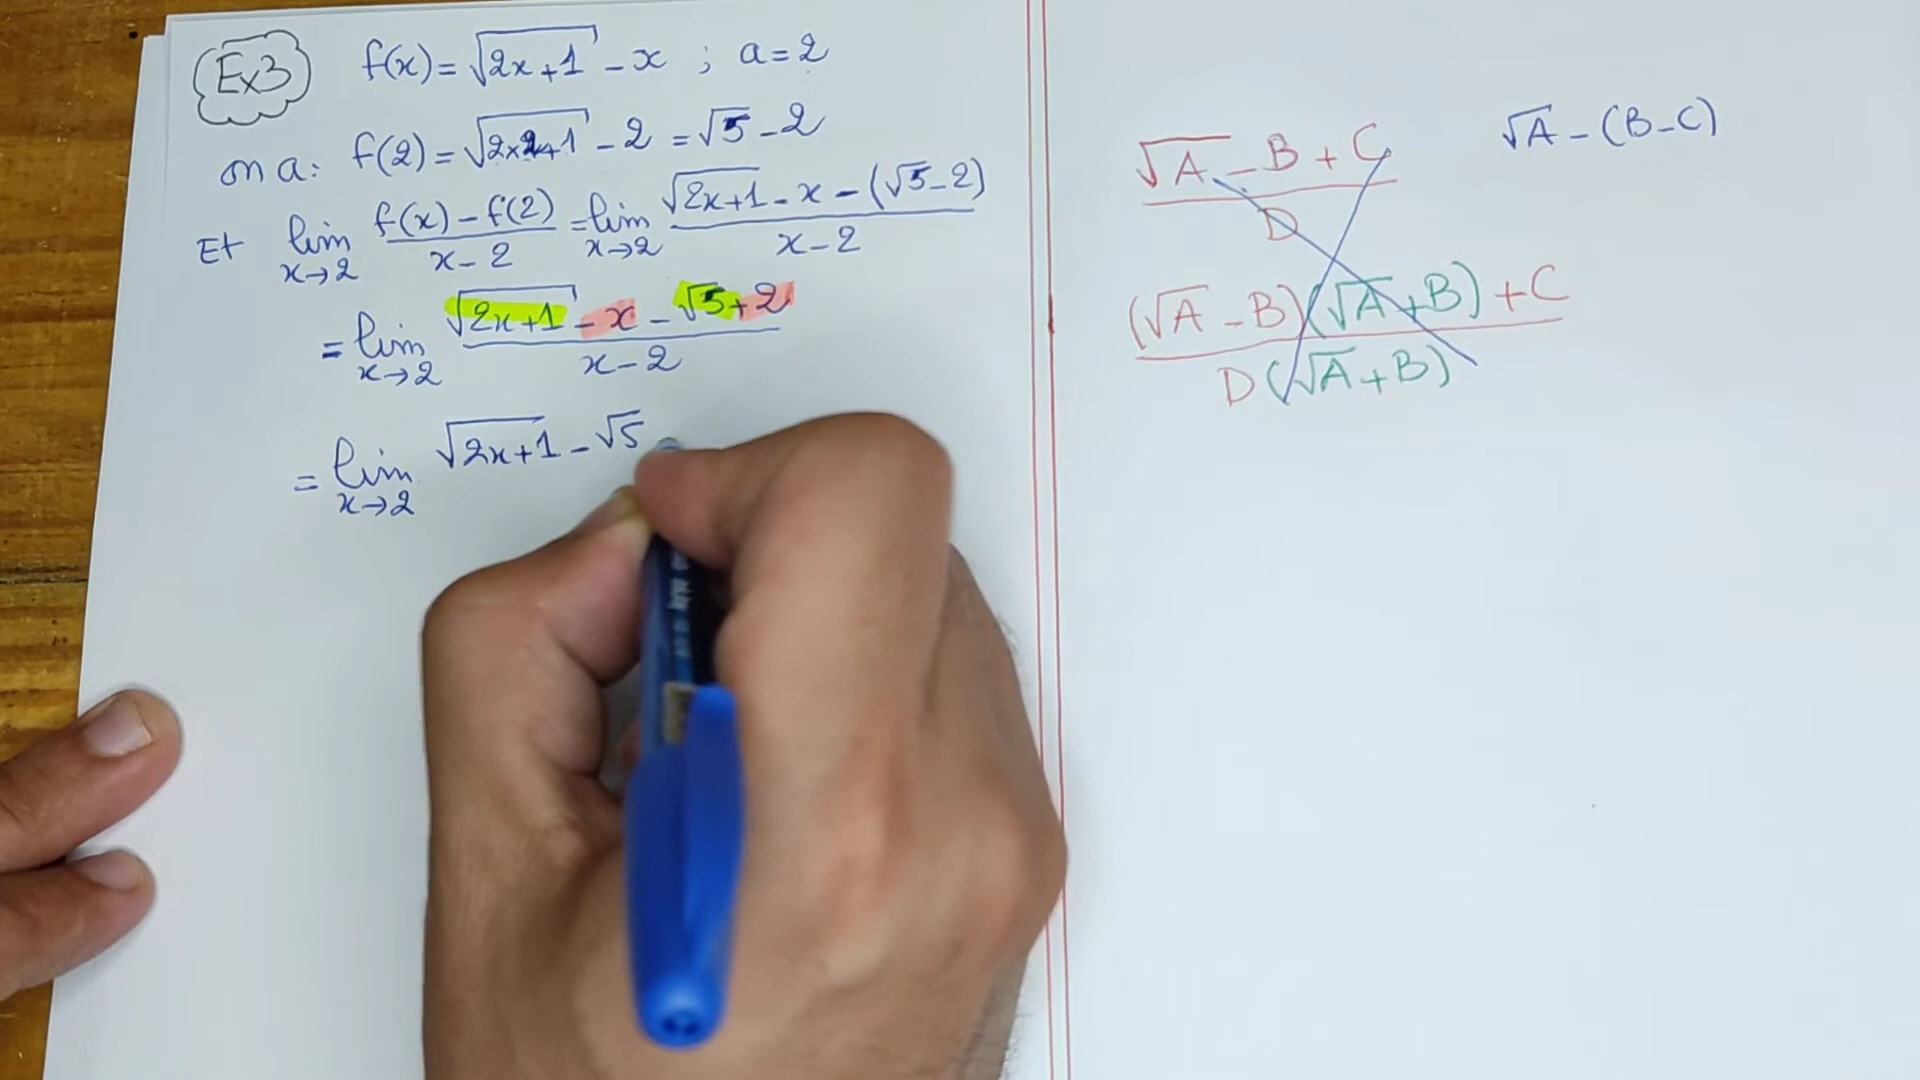 Ex3 f(x) = √(2x+1) - x ; a = 2
on a: f(2) = √(2×2+1) - 2 = √5 - 2
Et lim x→2 (f(x) - f(2))/(x - 2) = lim x→2 (√(2x+1) - x - (√5 - 2))/(x - 2)
= lim x→2 (√(2x+1) - x - √5 + 2)/(x - 2)
= lim x→2 √(2x+1) - √5
(√A - B + C)/D
√A - (B - C)
((√A - B)(√A + B) + C)/(D(√A + B))